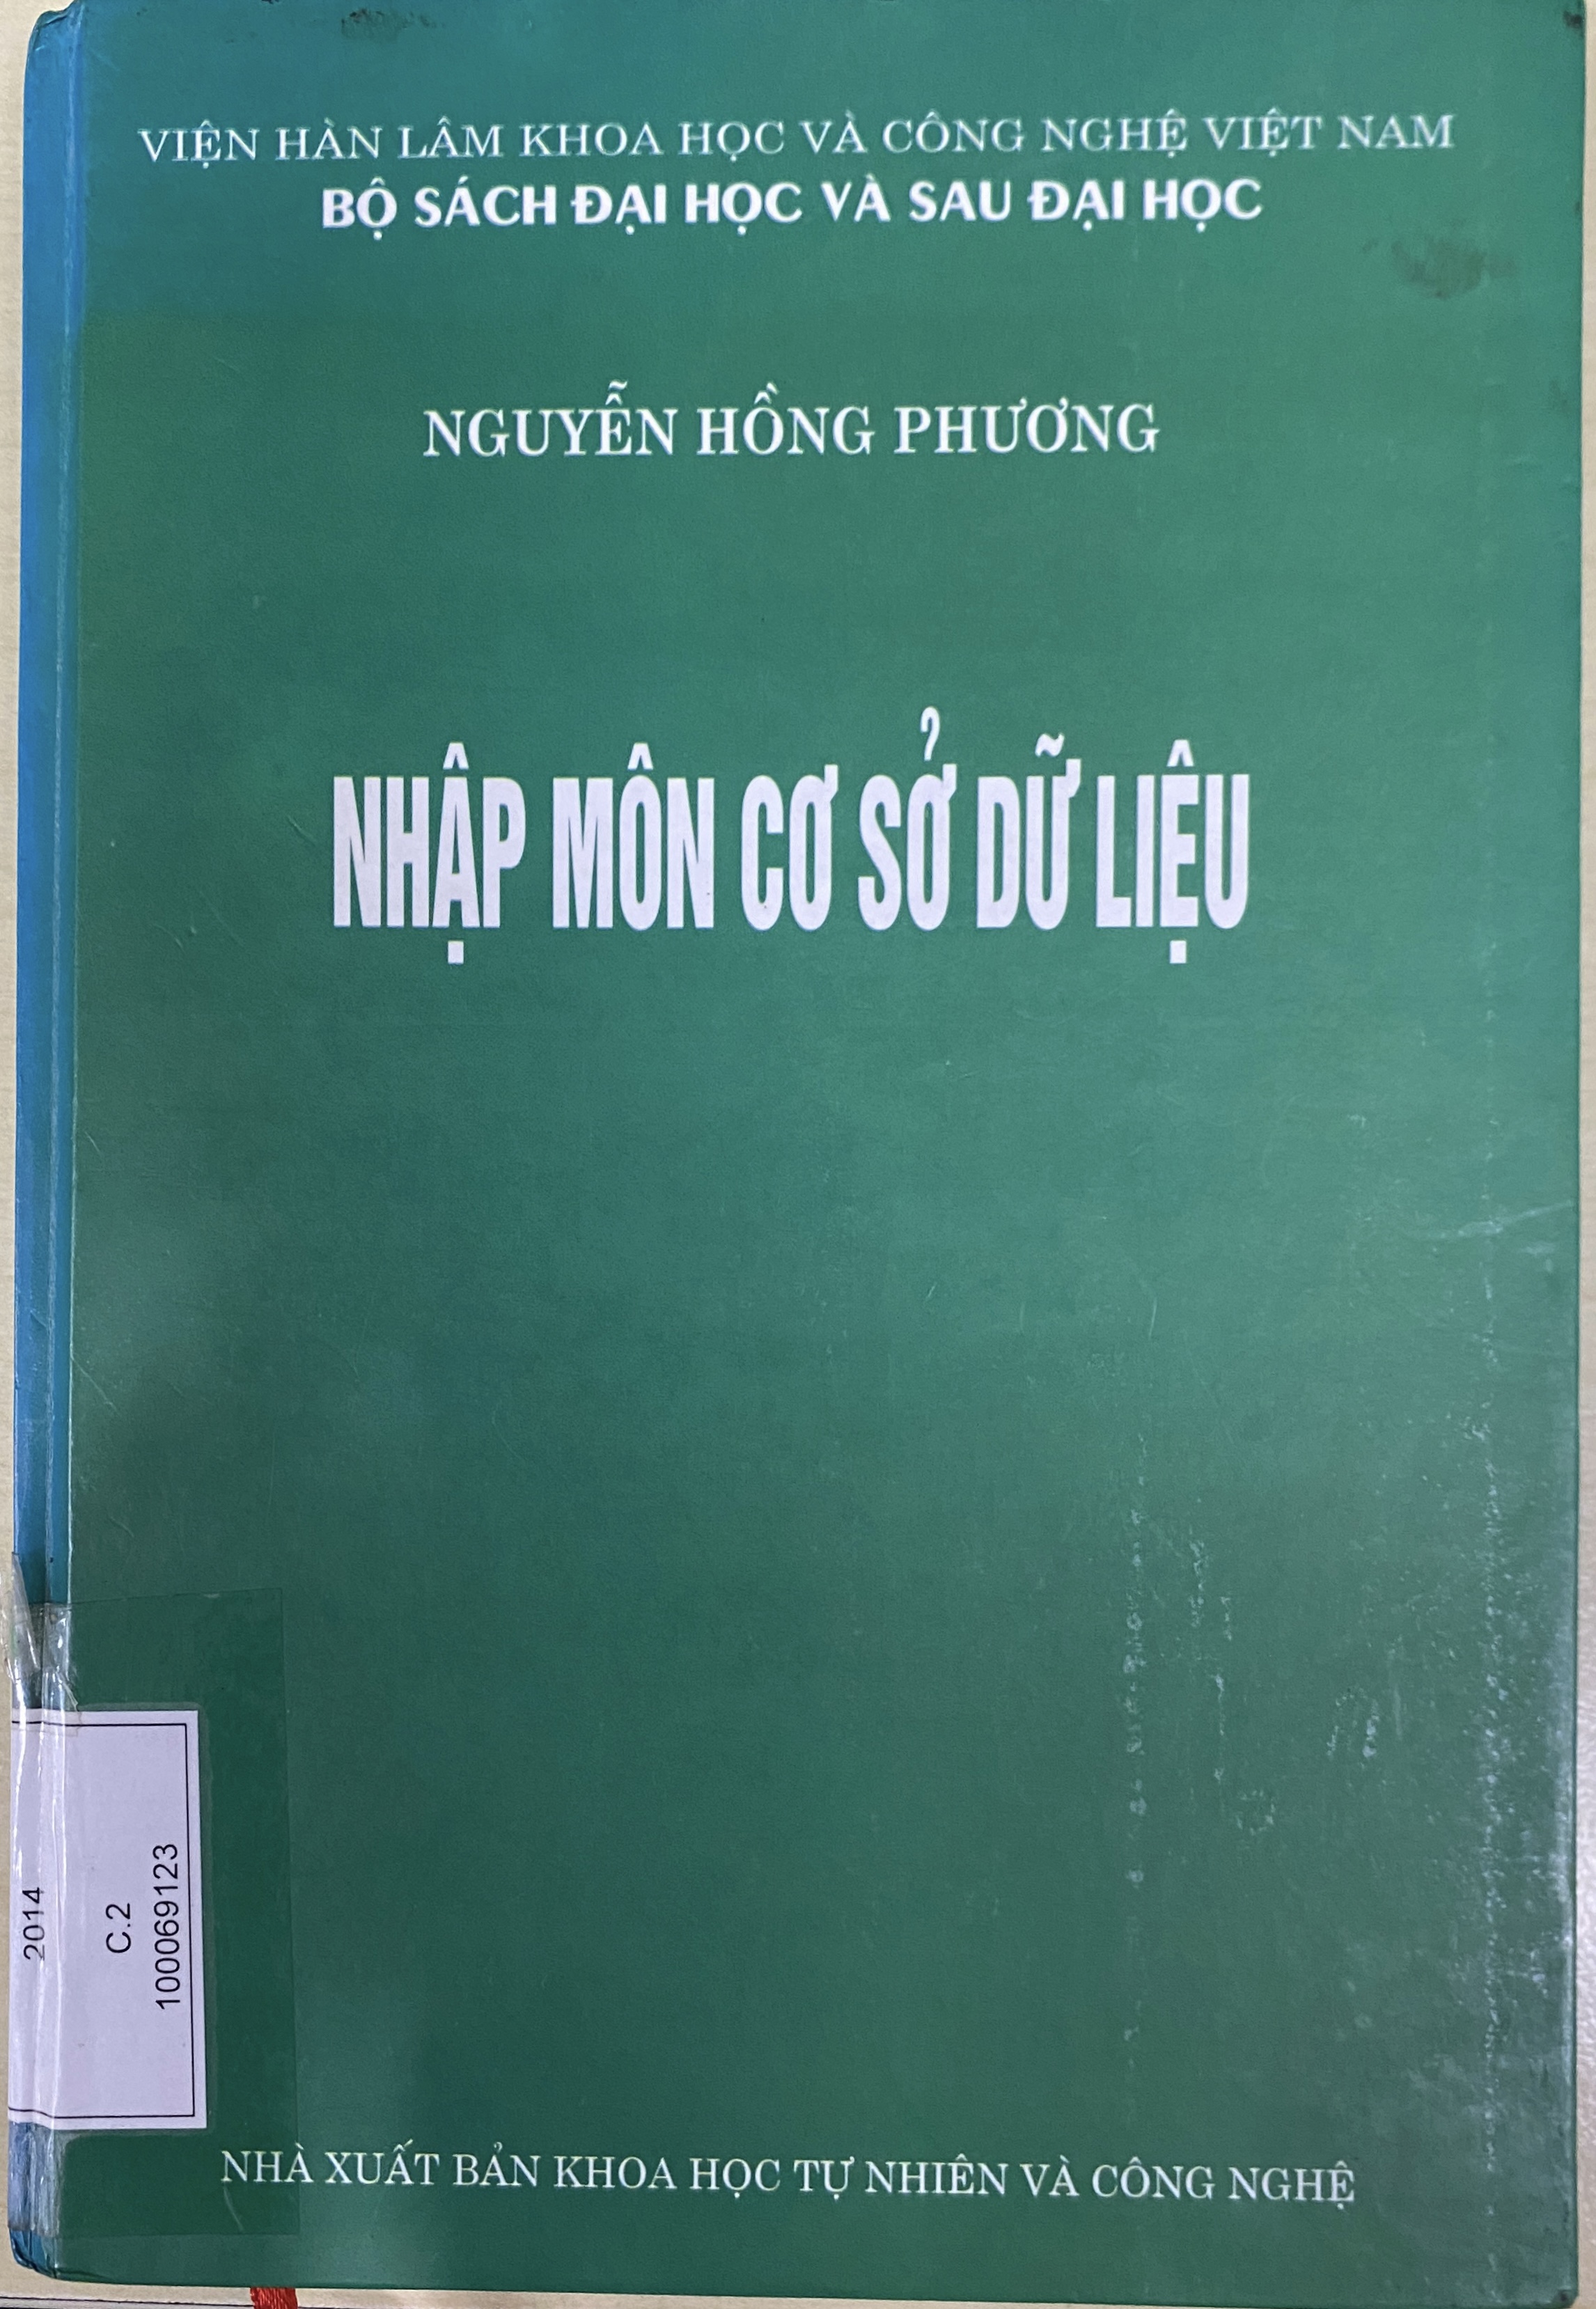 VIỆN HÀN LÂM KHOA HỌC VÀ CÔNG NGHỆ VIỆT NAM
BỘ SÁCH ĐẠI HỌC VÀ SAU ĐẠI HỌC
NGUYỄN HỒNG PHƯƠNG
NHẬP MÔN CƠ SỞ DỮ LIỆU
2014
C.2
100069123
NHÀ XUẤT BẢN KHOA HỌC TỰ NHIÊN VÀ CÔNG NGHỆ